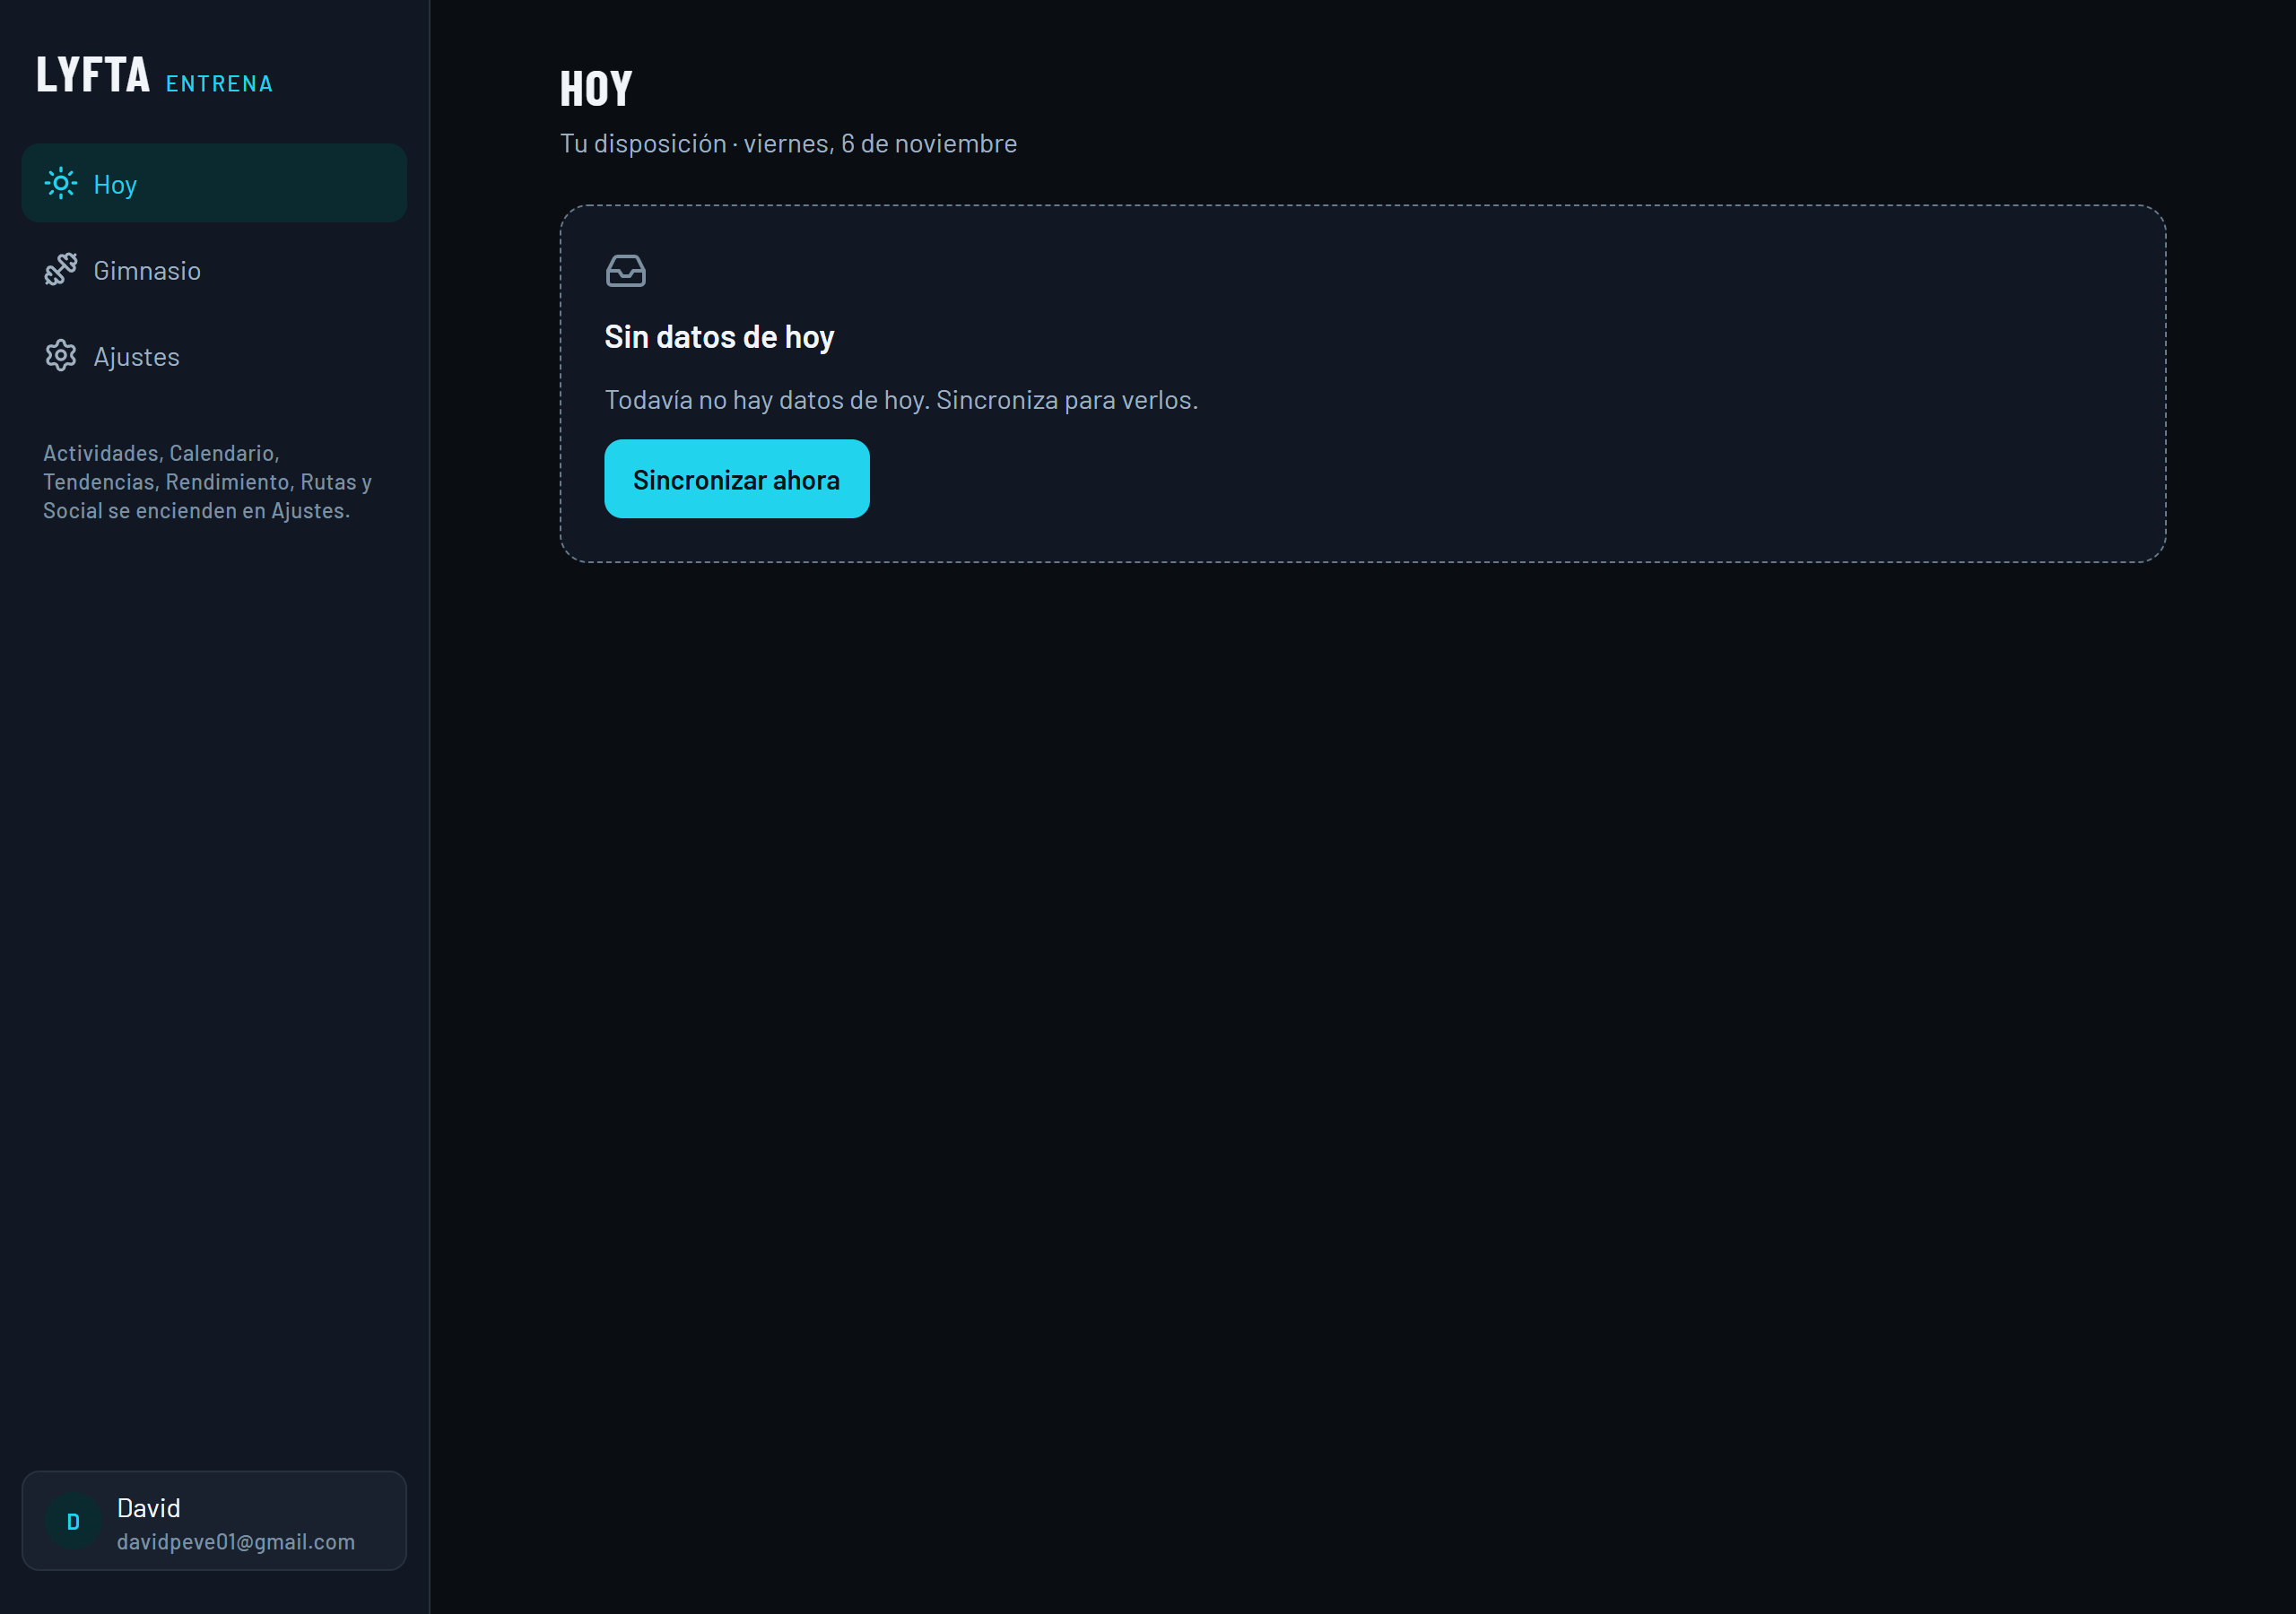 LYFTA ENTRENA
Hoy
Gimnasio
Ajustes
Actividades, Calendario,
Tendencias, Rendimiento, Rutas y
Social se encienden en Ajustes.
D
David
davidpeve01@gmail.com
HOY
Tu disposición · viernes, 6 de noviembre
Sin datos de hoy
Todavía no hay datos de hoy. Sincroniza para verlos.
Sincronizar ahora